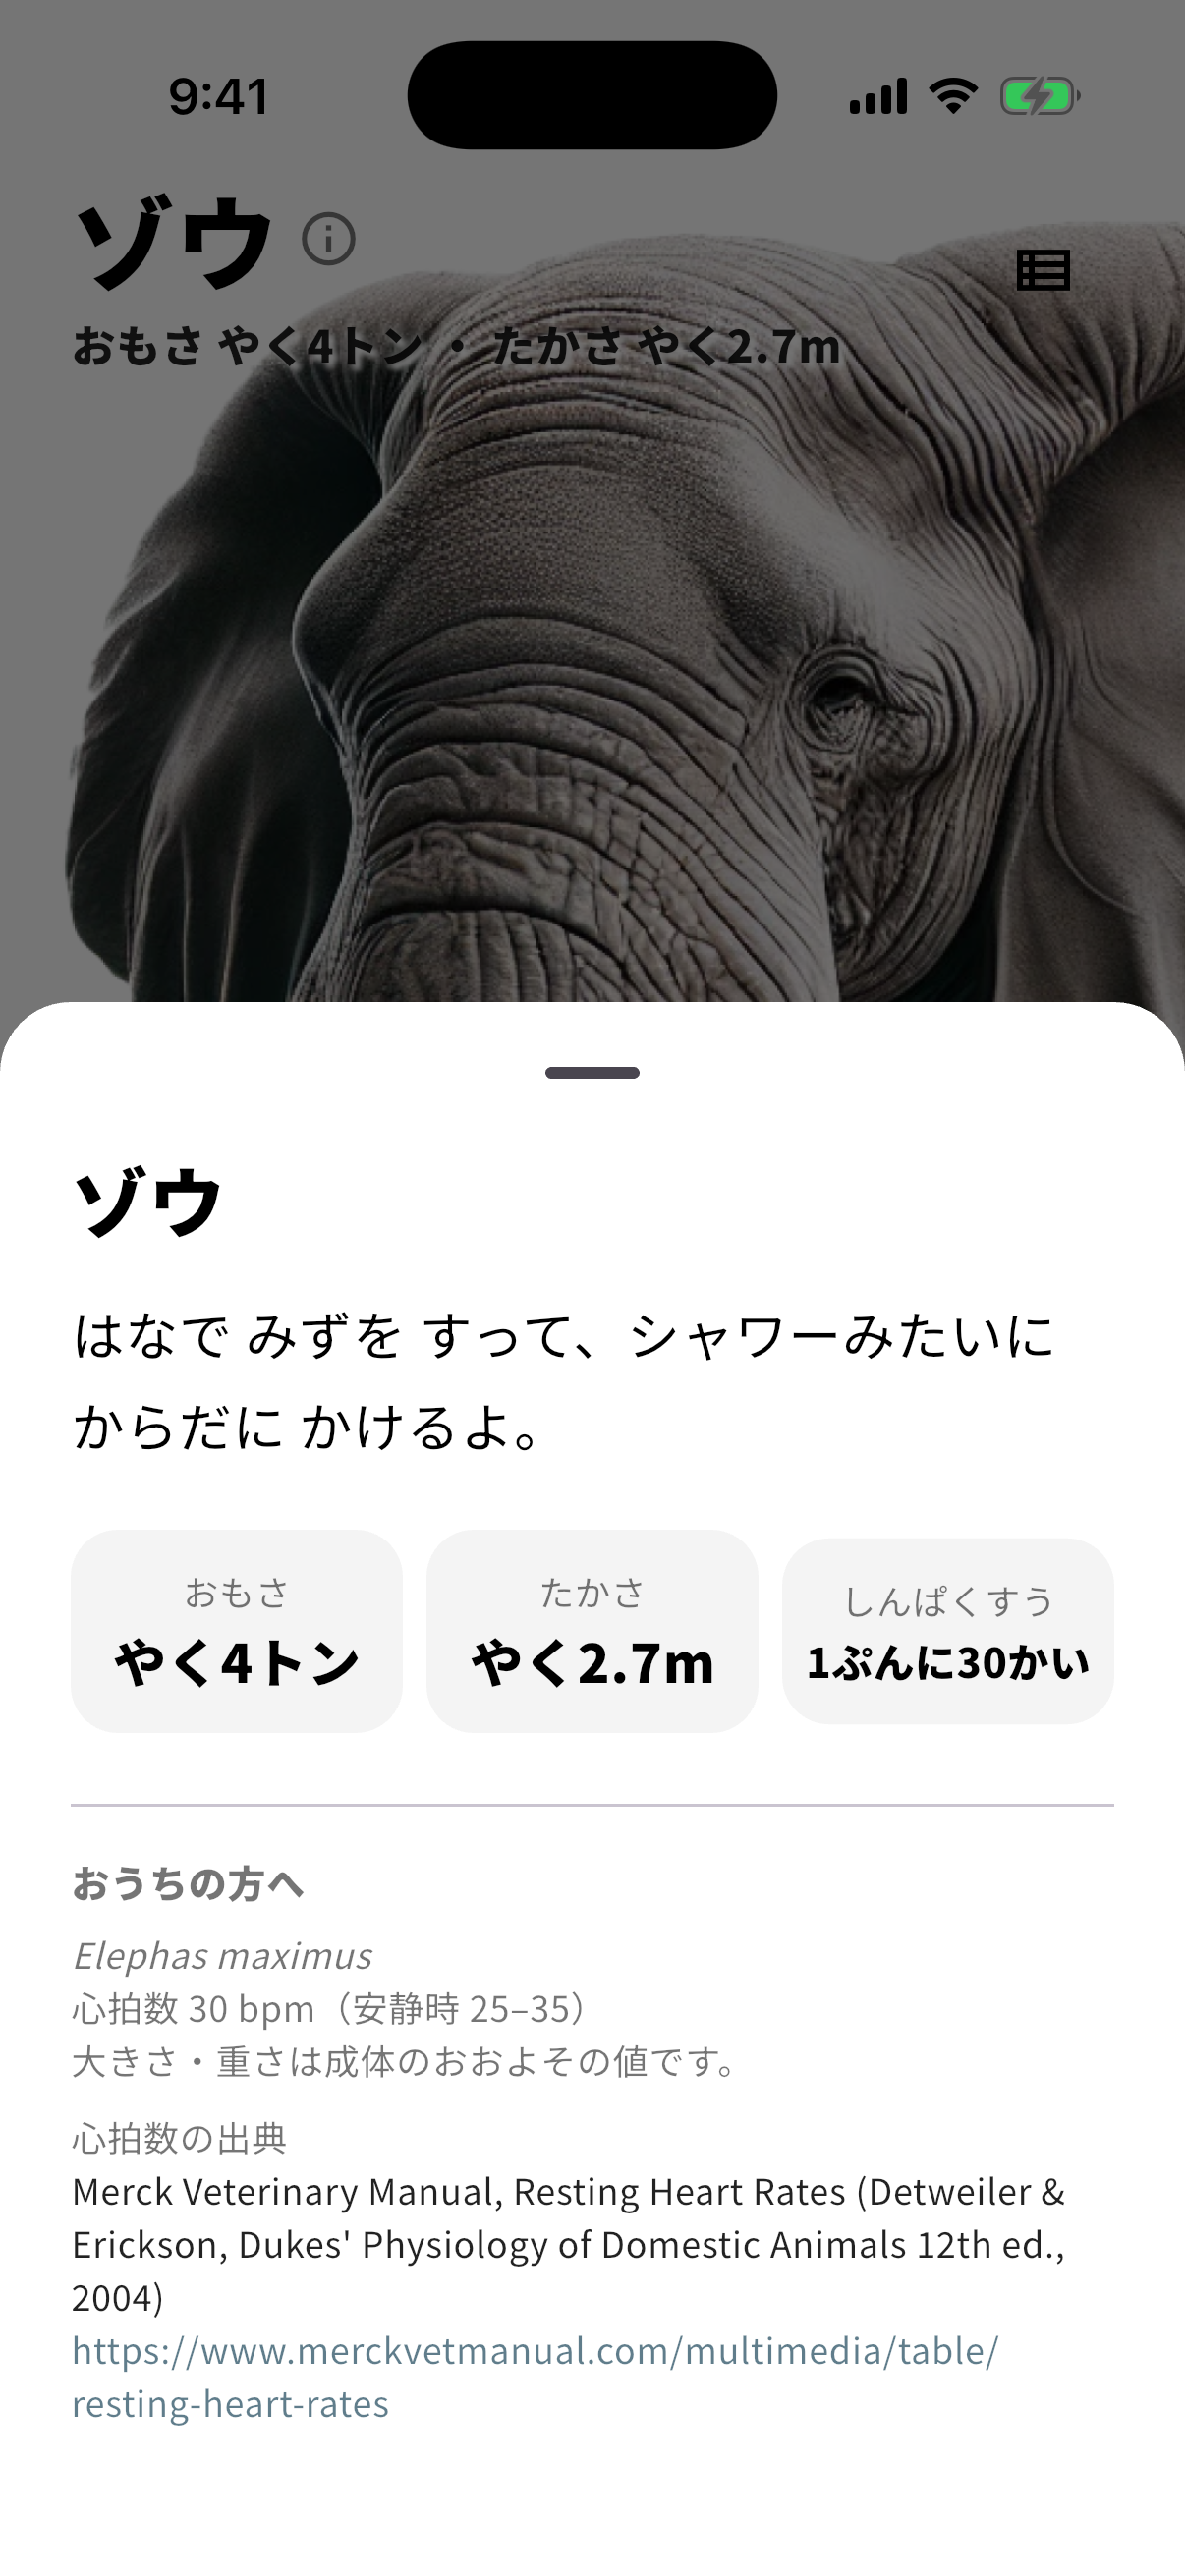 9:41
ゾウ
おもさ やく4トン ・ たかさ やく2.7m
ゾウ
はなで みずを すって、シャワーみたいに
からだに かけるよ。
おもさ
やく4トン
たかさ
やく2.7m
しんぱくすう
1ぷんに30かい
おうちの方へ
Elephas maximus
心拍数 30 bpm（安静時 25–35）
大きさ・重さは成体のおおよその値です。
心拍数の出典
Merck Veterinary Manual, Resting Heart Rates (Detweiler &
Erickson, Dukes' Physiology of Domestic Animals 12th ed.,
2004)
https://www.merckvetmanual.com/multimedia/table/
resting-heart-rates